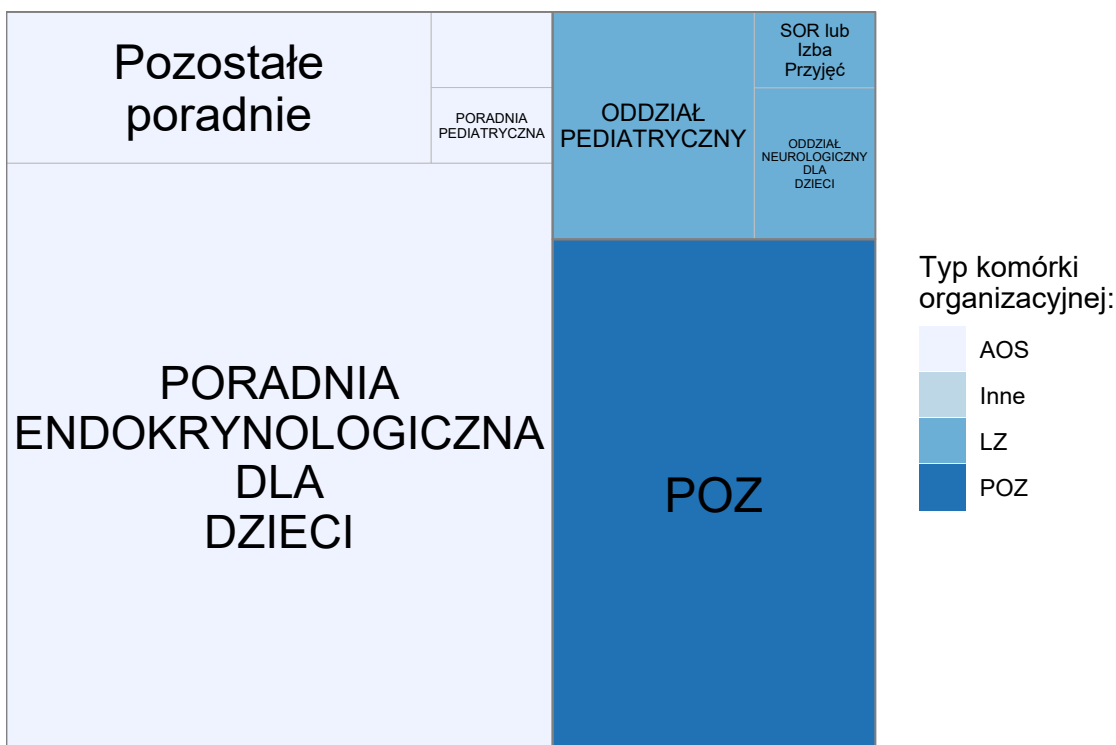 Pozostałe
poradnie
PORADNIA
PEDIATRYCZNA
PORADNIA
ENDOKRYNOLOGICZNA
DLA
DZIECI
ODDZIAŁ
PEDIATRYCZNY
SOR lub
Izba
Przyjęć
ODDZIAŁ
NEUROLOGICZNY
DLA
DZIECI
POZ
Typ komórki
organizacyjnej:
AOS
Inne
LZ
POZ